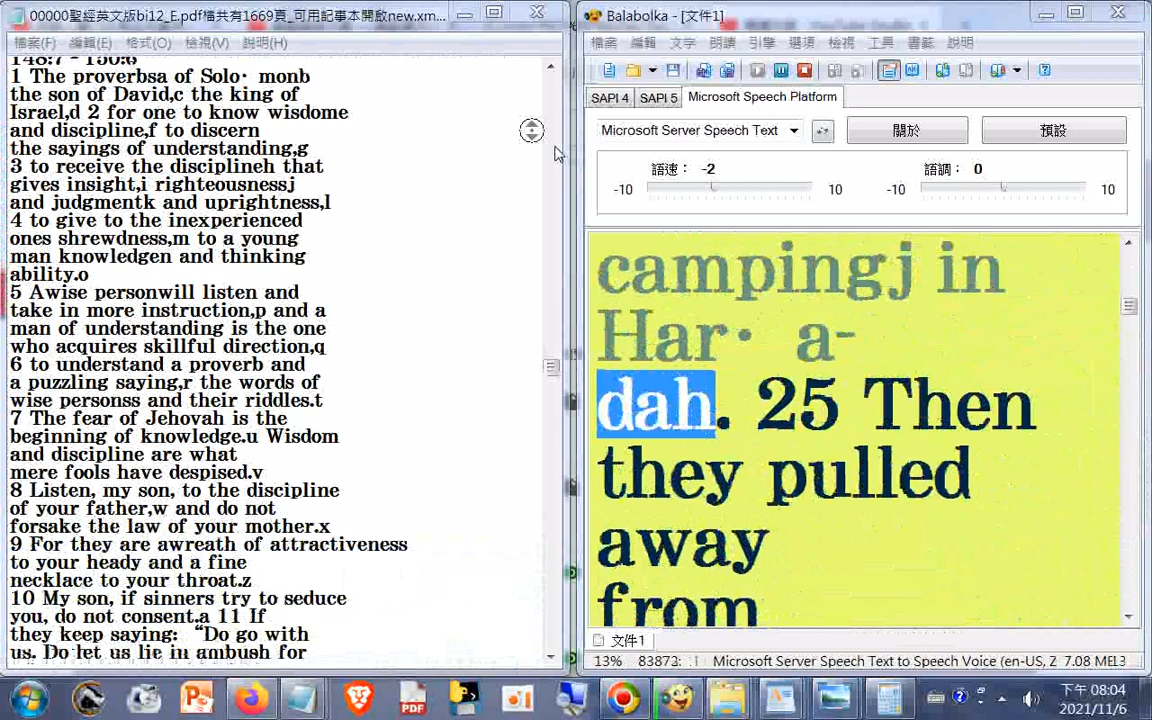 00000聖經英文版bi12_E.pdf檔共有1669頁_可用記事本開啟new.xm...
檔案(F) 編輯(E) 格式(O) 檢視(V) 說明(H)
148:7 - 150:6
1 The proverbsa of Solo· monb
the son of David,c the king of
Israel,d 2 for one to know wisdome
and discipline,f to discern
the sayings of understanding,g
3 to receive the disciplineh that
gives insight,i righteousnessj
and judgmentk and uprightness,l
4 to give to the inexperienced
ones shrewdness,m to a young
man knowledgen and thinking
ability.o
5 Awise personwill listen and
take in more instruction,p and a
man of understanding is the one
who acquires skillful direction,q
6 to understand a proverb and
a puzzling saying,r the words of
wise personss and their riddles.t
7 The fear of Jehovah is the
beginning of knowledge.u Wisdom
and discipline are what
mere fools have despised.v
8 Listen, my son, to the discipline
of your father,w and do not
forsake the law of your mother.x
9 For they are awreath of attractiveness
to your heady and a fine
necklace to your throat.z
10 My son, if sinners try to seduce
you, do not consent.a 11 If
they keep saying: “Do go with
us. Do let us lie in ambush for
Balabolka - [文件1]
檔案 編輯 文字 朗讀 引擎 選項 檢視 工具 書籤 說明
SAPI 4 SAPI 5 Microsoft Speech Platform
Microsoft Server Speech Text 關於 預設
語速： -2 語調： 0
-10 10 -10 10
campingj in
Har· a-
dah. 25 Then
they pulled
away
from
文件1
13% 83872: 1 Microsoft Server Speech Text to Speech Voice (en-US, Z 7.08 ME
PDF
下午 08:04
2021/11/6